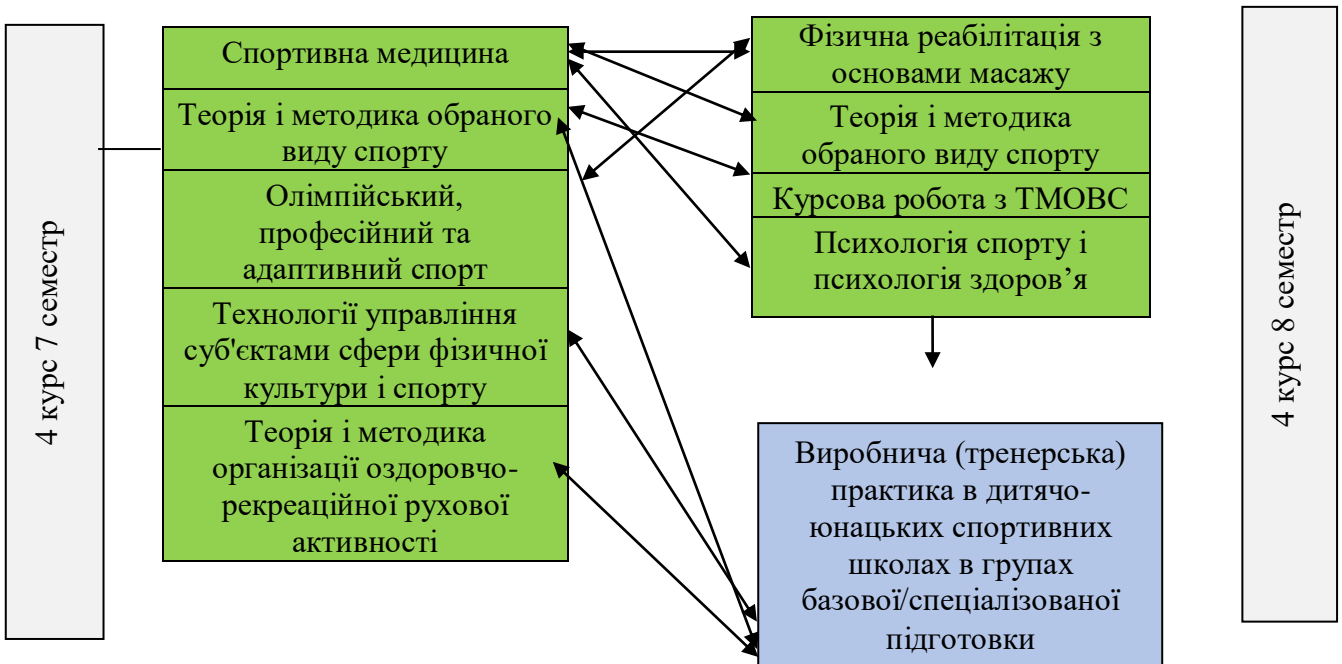 4 курс 7 семестр
Спортивна медицина
Теорія і методика обраного
виду спорту
Олімпійський,
професійний та
адаптивний спорт
Технології управління
суб'єктами сфери фізичної
культури і спорту
Теорія і методика
організації оздоровчо-
рекреаційної рухової
активності
Фізична реабілітація з
основами масажу
Теорія і методика
обраного виду спорту
Курсова робота з ТМОВС
Психологія спорту і
психологія здоров’я
Виробнича (тренерська)
практика в дитячо-
юнацьких спортивних
школах в групах
базової/спеціалізованої
підготовки
4 курс 8 семестр